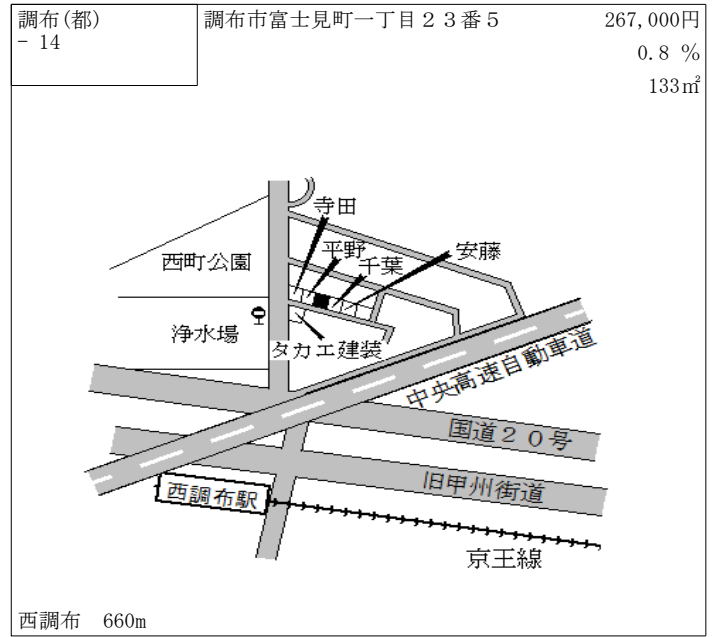 調布(都)
- 14
調布市富士見町一丁目２３番５
267,000円
0.8 %
133㎡
寺田
平野
千葉
安藤
西町公園
浄水場
タカエ建装
中央高速自動車道
国道２０号
旧甲州街道
西調布駅
京王線
西調布 660m